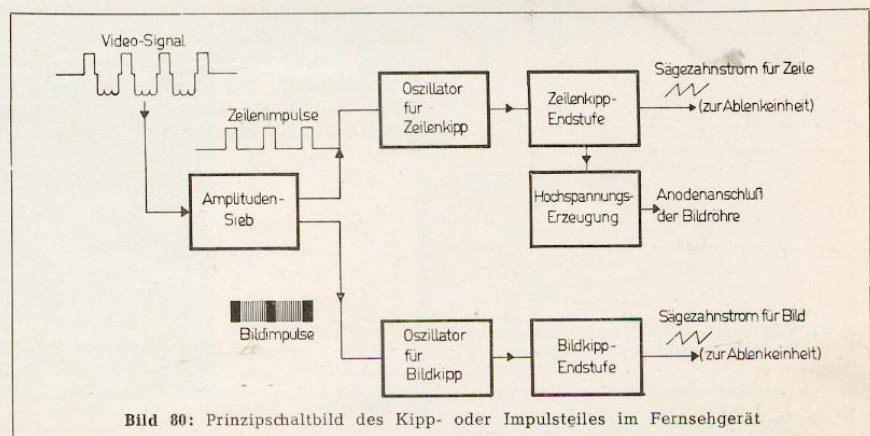 Video-Signal
Zeilenimpulse
Oszillator
für
Zeilenkipp
Zeilenkipp-
Endstufe
Sägezahnstrom für Zeile
(zur Ablenkeinheit)
Amplituden-
Sieb
Hochspannungs-
Erzeugung
Anodenanschluß
der Bildröhre
Bildimpulse
Oszillator
für
Bildkipp
Bildkipp-
Endstufe
Sägezahnstrom für Bild
(zur Ablenkeinheit)
Bild 80: Prinzipschaltbild des Kipp- oder Impulsteiles im Fernsehgerät